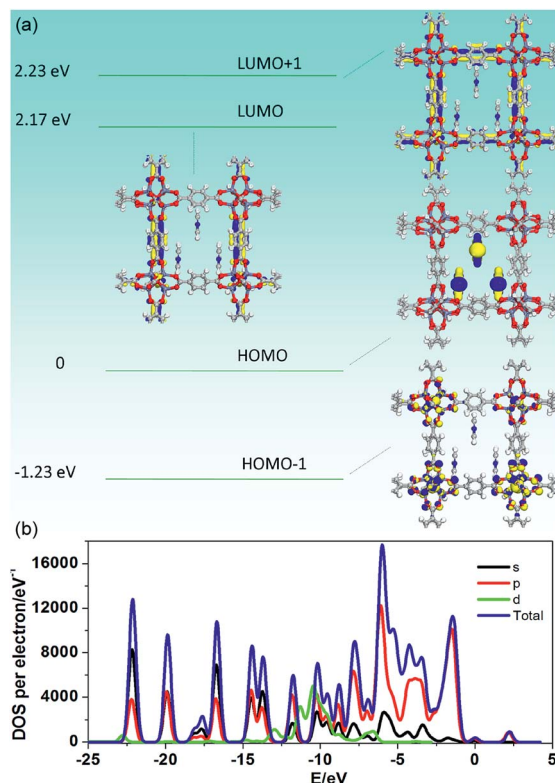 (a)
LUMO+1
2.23 eV
LUMO
2.17 eV
HOMO
0
HOMO-1
-1.23 eV
(b)
16000
12000
8000
4000
0
DOS per electron/eV⁻¹
s
p
d
Total
-25 -20 -15 -10 -5 0 5
E/eV